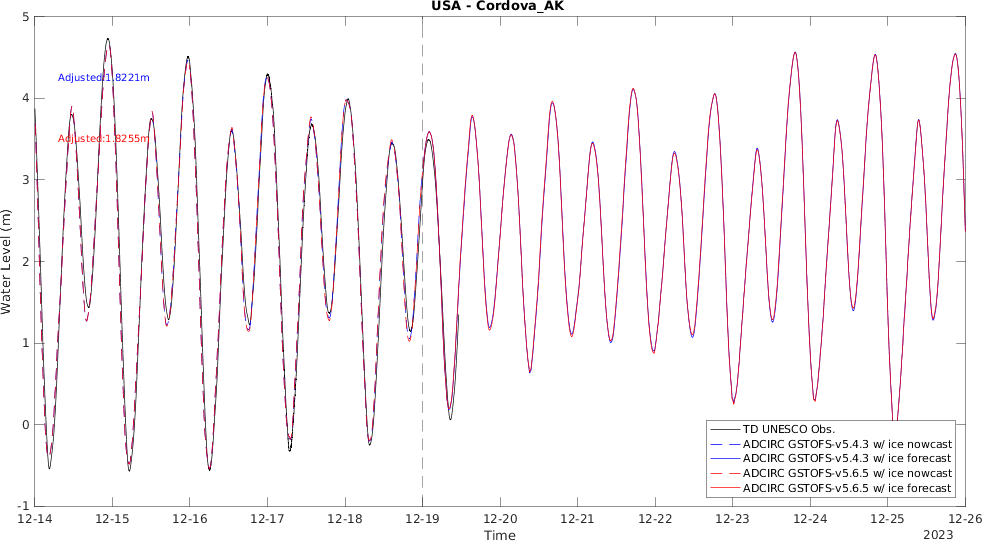 USA - Cordova_AK
5
4
3
2
1
0
-1
Water Level (m)
Adjusted:1.8221m
Adjusted:1.8255m
TD UNESCO Obs.
ADCIRC GSTOFS-v5.4.3 w/ ice nowcast
ADCIRC GSTOFS-v5.4.3 w/ ice forecast
ADCIRC GSTOFS-v5.6.5 w/ ice nowcast
ADCIRC GSTOFS-v5.6.5 w/ ice forecast
12-14 12-15 12-16 12-17 12-18 12-19 12-20 12-21 12-22 12-23 12-24 12-25 12-26
Time
2023